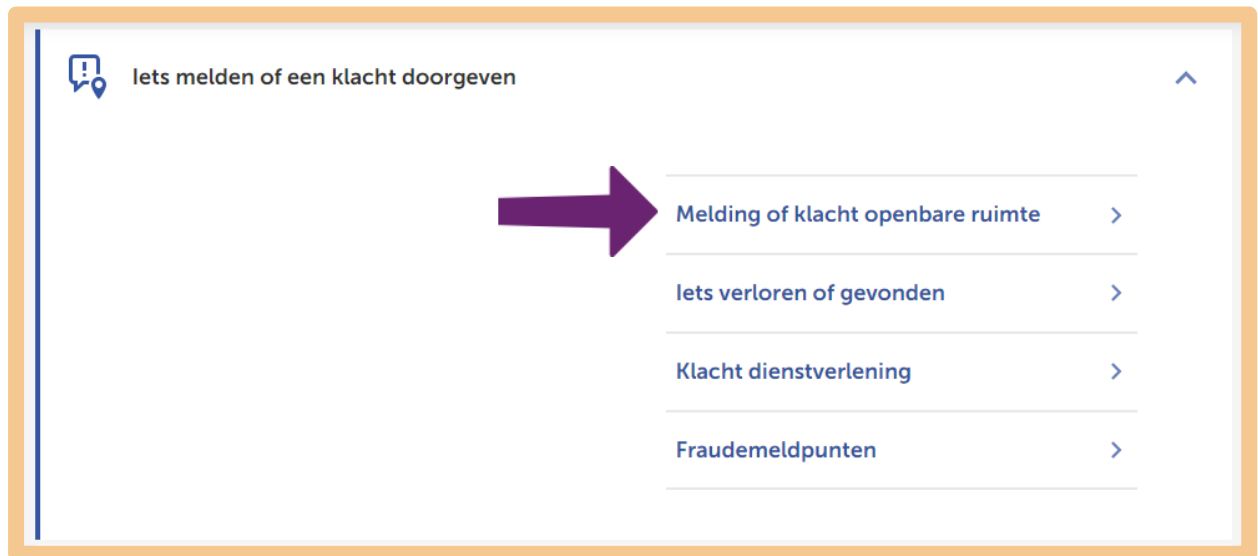 Iets melden of een klacht doorgeven
Melding of klacht openbare ruimte
Iets verloren of gevonden
Klacht dienstverlening
Fraudemeldpunten